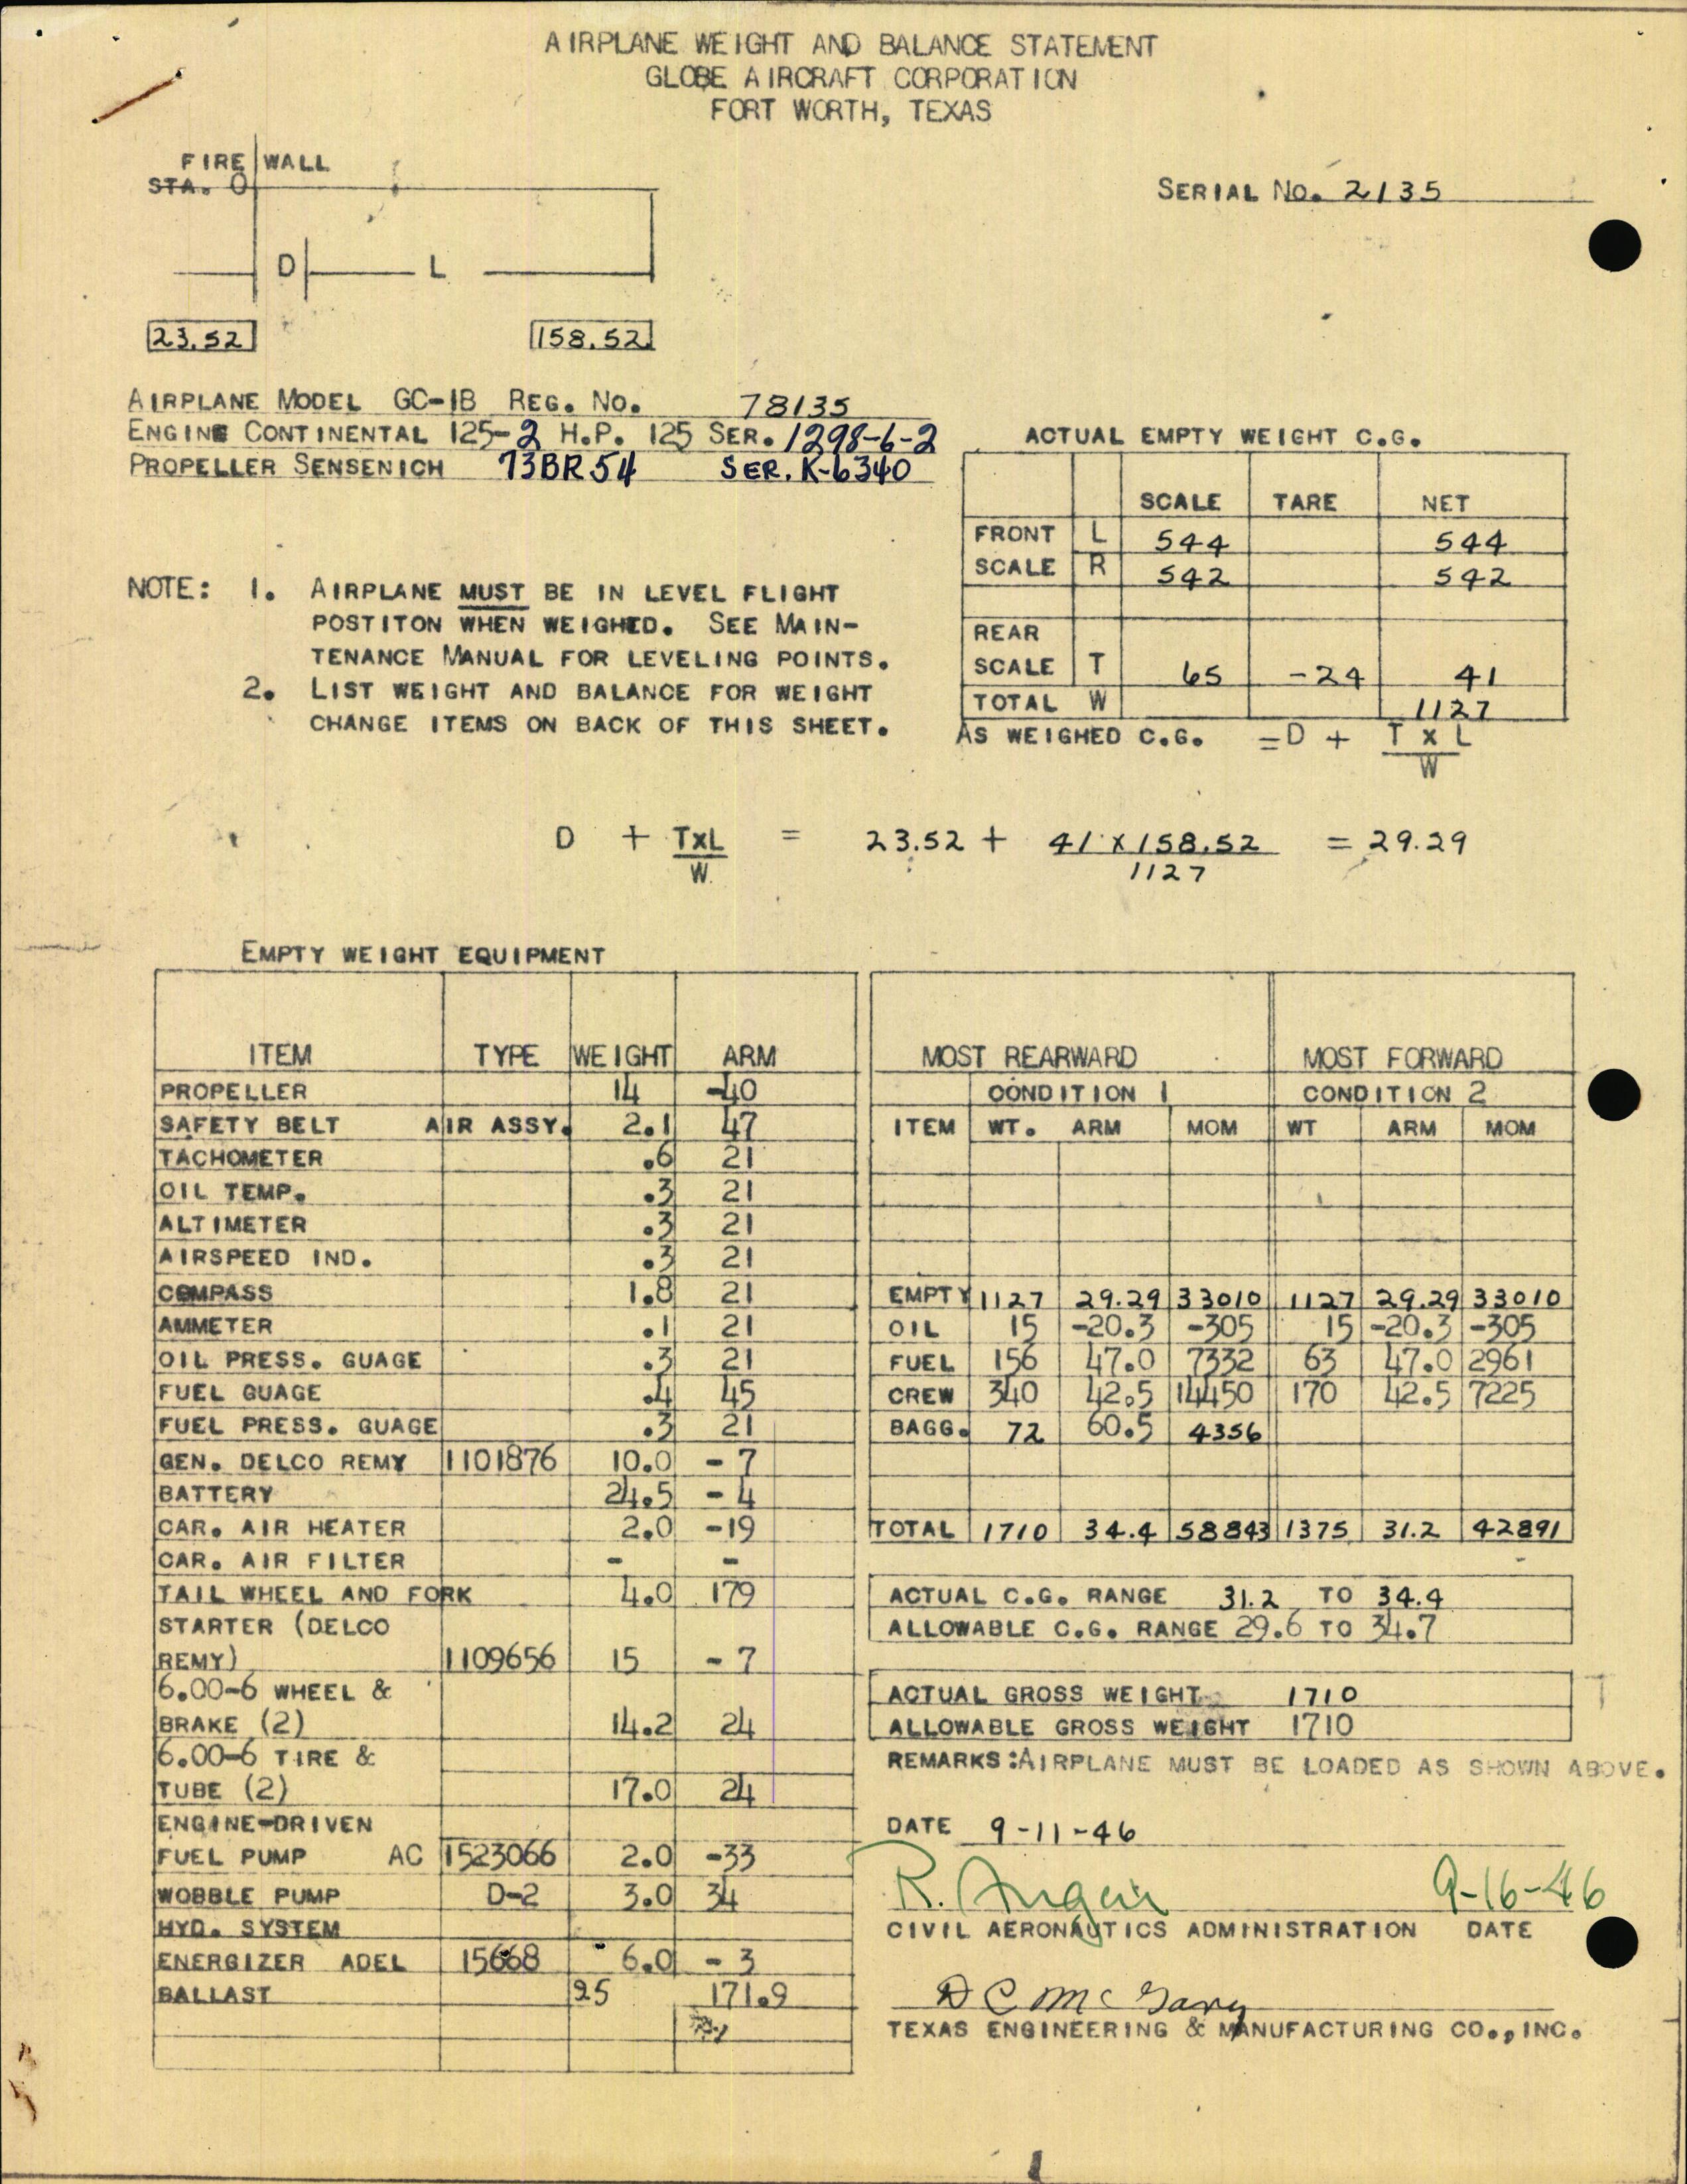 AIRPLANE WEIGHT AND BALANCE STATEMENT
GLOBE AIRCRAFT CORPORATION
FORT WORTH, TEXAS
FIRE WALL
STA. 0
SERIAL NO. 2135
D L
23.52 158.52
AIRPLANE MODEL GC-1B REG. NO. 78135
ENGINE CONTINENTAL 125-2 H.P. 125 SER. 1298-6-2
PROPELLER SENSENICH 73BR54 SER. K-6340
ACTUAL EMPTY WEIGHT C.G.
SCALE TARE NET
FRONT L 544 544
SCALE R 542 542
REAR
SCALE T 65 -24 41
TOTAL W 1127
AS WEIGHED C.G. = D + T x L
W
NOTE: 1. AIRPLANE MUST BE IN LEVEL FLIGHT
POSTITON WHEN WEIGHED. SEE MAIN-
TENANCE MANUAL FOR LEVELING POINTS.
2. LIST WEIGHT AND BALANCE FOR WEIGHT
CHANGE ITEMS ON BACK OF THIS SHEET.
D + TxL = 23.52 + 41 x 158.52 = 29.29
W 1127
EMPTY WEIGHT EQUIPMENT
ITEM TYPE WEIGHT ARM
PROPELLER 14 -40
SAFETY BELT AIR ASSY. 2.1 47
TACHOMETER .6 21
OIL TEMP. .3 21
ALTIMETER .3 21
AIRSPEED IND. .3 21
COMPASS 1.8 21
AMMETER .1 21
OIL PRESS. GUAGE .3 21
FUEL GUAGE .4 45
FUEL PRESS. GUAGE .3 21
GEN. DELCO REMY 1101876 10.0 - 7
BATTERY 24.5 - 4
CAR. AIR HEATER 2.0 -19
CAR. AIR FILTER - -
TAIL WHEEL AND FORK 4.0 179
STARTER (DELCO
REMY) 1109656 15 - 7
6.00-6 WHEEL &
BRAKE (2) 14.2 24
6.00-6 TIRE &
TUBE (2) 17.0 24
ENGINE-DRIVEN
FUEL PUMP AC 1523066 2.0 -33
WOBBLE PUMP D-2 3.0 34
HYD. SYSTEM
ENERGIZER ADEL 15668 6.0 - 3
BALLAST 25 171.9
MOST REARWARD MOST FORWARD
CONDITION 1 CONDITION 2
ITEM WT. ARM MOM WT ARM MOM
EMPTY 1127 29.29 33010 1127 29.29 33010
OIL 15 -20.3 -305 15 -20.3 -305
FUEL 156 47.0 7332 63 47.0 2961
CREW 340 42.5 14450 170 42.5 7225
BAGG. 72 60.5 4356
TOTAL 1710 34.4 58843 1375 31.2 42891
ACTUAL C.G. RANGE 31.2 TO 34.4
ALLOWABLE C.G. RANGE 29.6 TO 34.7
ACTUAL GROSS WEIGHT 1710
ALLOWABLE GROSS WEIGHT 1710
REMARKS: AIRPLANE MUST BE LOADED AS SHOWN ABOVE.
DATE 9-11-46
R. 9-16-46
CIVIL AERONAUTICS ADMINISTRATION DATE
D C McGary
TEXAS ENGINEERING & MANUFACTURING CO., INC.
1